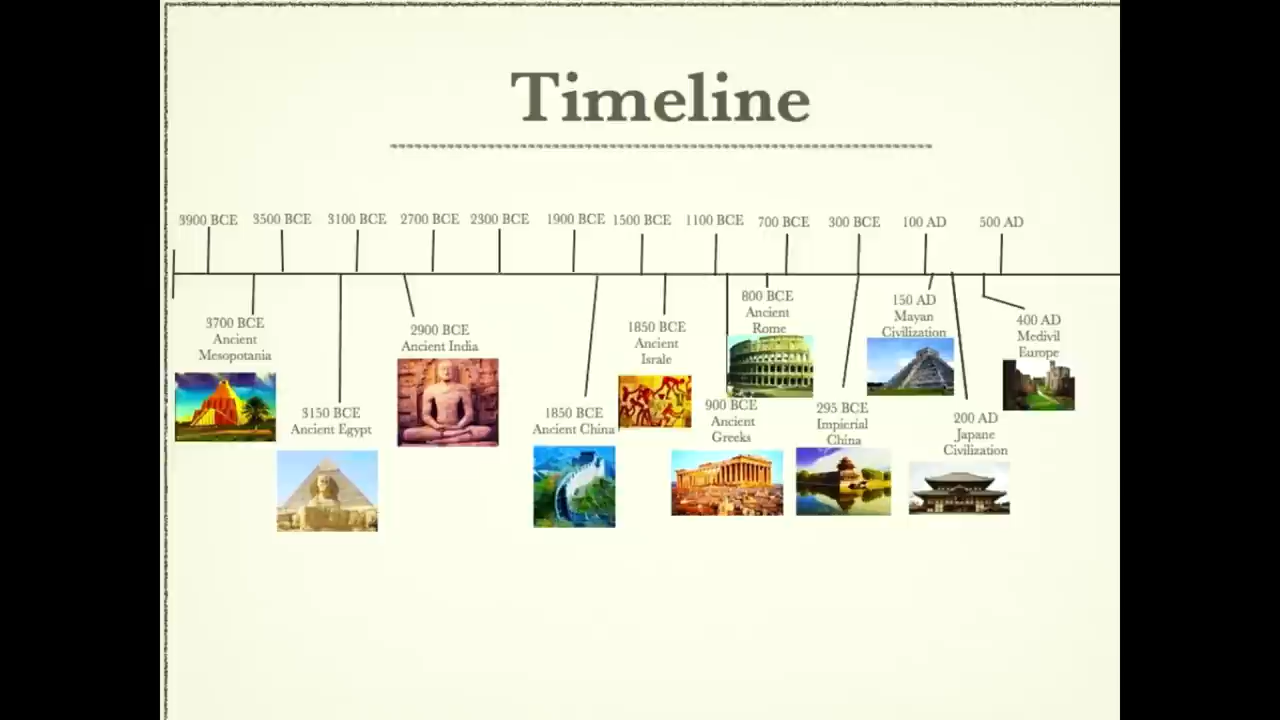 Timeline
3900 BCE
3500 BCE
3100 BCE
2700 BCE
2300 BCE
1900 BCE
1500 BCE
1100 BCE
700 BCE
300 BCE
100 AD
500 AD
3700 BCE
Ancient
Mesopotania
3150 BCE
Ancient Egypt
2900 BCE
Ancient India
1850 BCE
Ancient China
1850 BCE
Ancient
Israle
900 BCE
Ancient
Greeks
800 BCE
Ancient
Rome
295 BCE
Impierial
China
150 AD
Mayan
Civilization
200 AD
Japane
Civilization
400 AD
Medivil
Europe